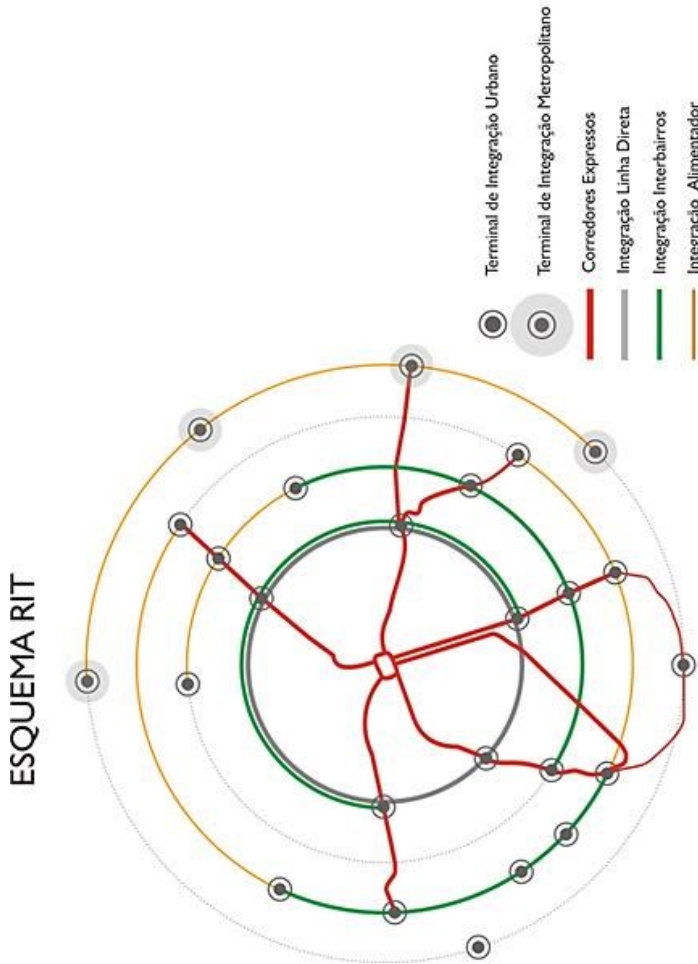 ESQUEMA RIT
Terminal de Integração Urbano
Terminal de Integração Metropolitano
Corredores Expressos
Integração Linha Direta
Integração Interbairros
Integração Alimentador